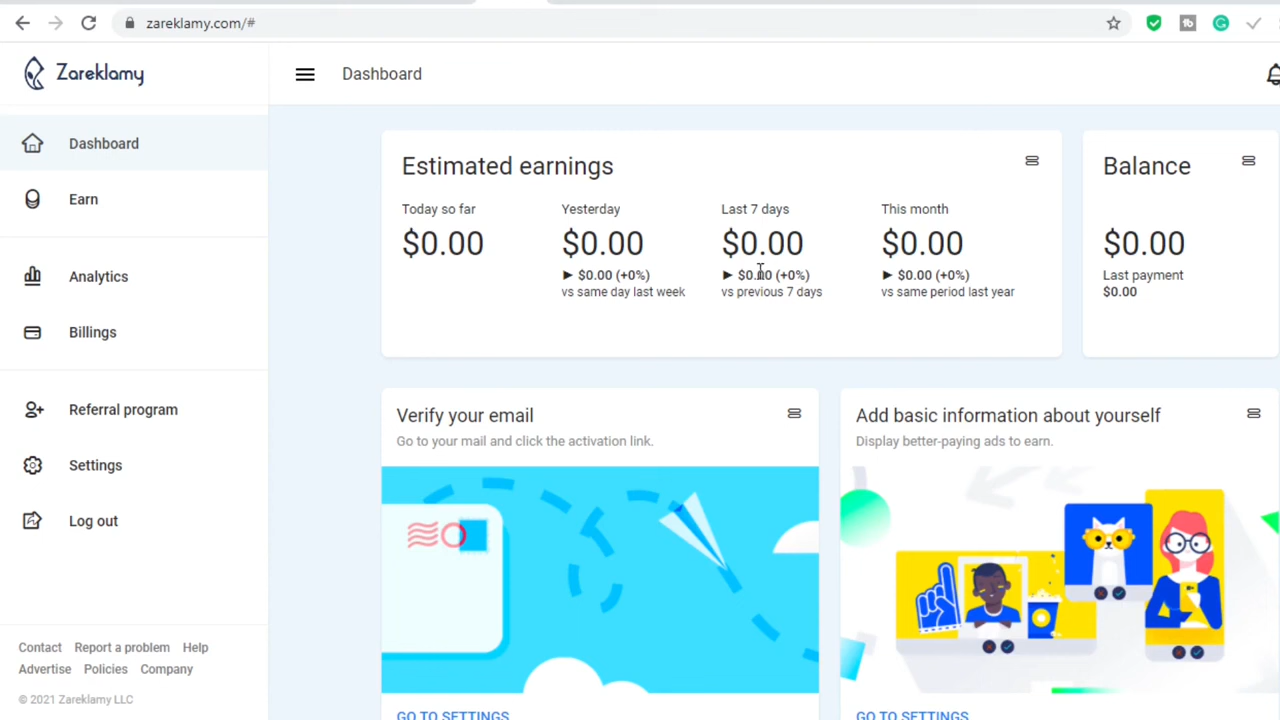 zareklamy.com/#
Zareklamy
Dashboard
Dashboard
Earn
Analytics
Billings
Referral program
Settings
Log out
Contact Report a problem Help
Advertise Policies Company
© 2021 Zareklamy LLC
Estimated earnings
Today so far
$0.00
Yesterday
$0.00
$0.00 (+0%)
vs same day last week
Last 7 days
$0.00
$0.00 (+0%)
vs previous 7 days
This month
$0.00
$0.00 (+0%)
vs same period last year
Balance
$0.00
Last payment
$0.00
Verify your email
Go to your mail and click the activation link.
GO TO SETTINGS
Add basic information about yourself
Display better-paying ads to earn.
GO TO SETTINGS